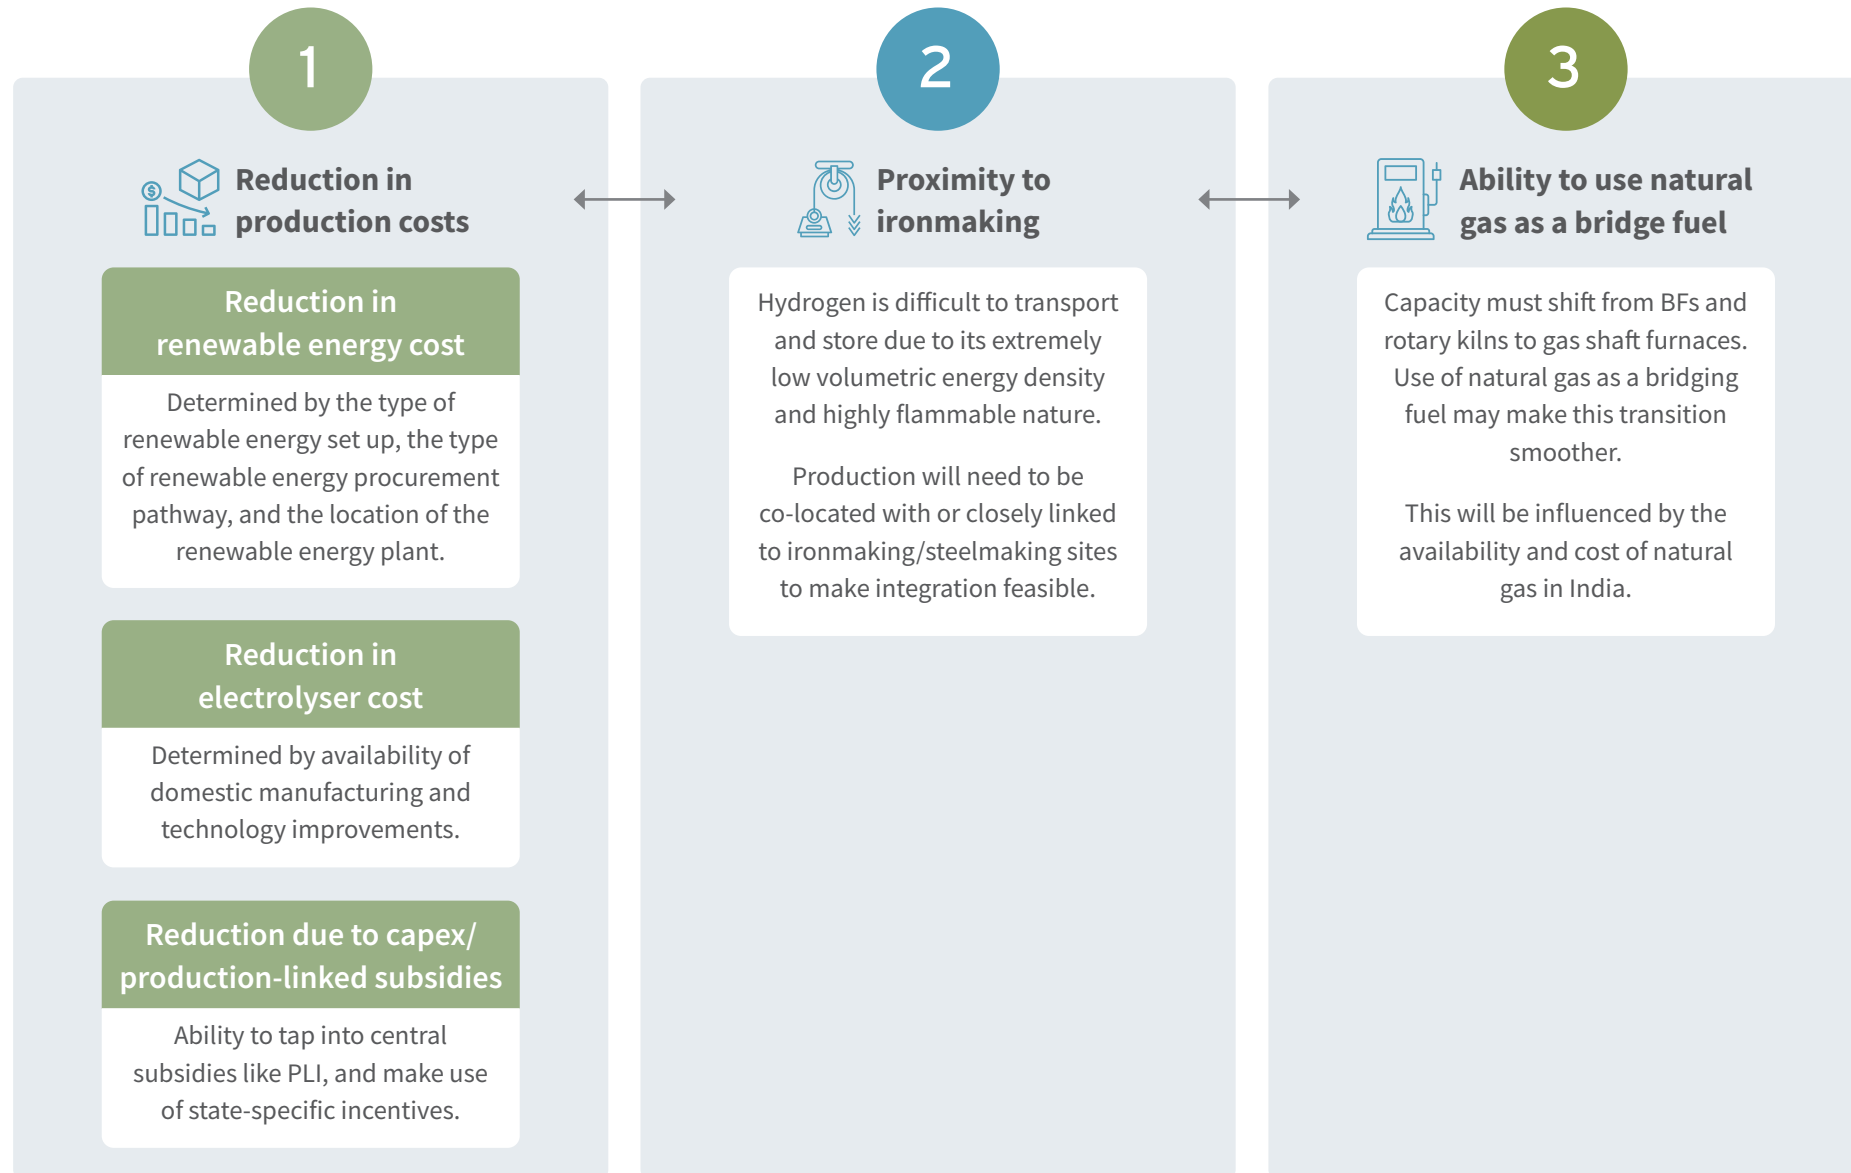 1
Reduction in
production costs
$
Reduction in
renewable energy cost
Determined by the type of
renewable energy set up, the type
of renewable energy procurement
pathway, and the location of the
renewable energy plant.
Reduction in
electrolyser cost
Determined by availability of
domestic manufacturing and
technology improvements.
Reduction due to capex/
production-linked subsidies
Ability to tap into central
subsidies like PLI, and make use
of state-specific incentives.
2
Proximity to
ironmaking
Hydrogen is difficult to transport
and store due to its extremely
low volumetric energy density
and highly flammable nature.
Production will need to be
co-located with or closely linked
to ironmaking/steelmaking sites
to make integration feasible.
3
Ability to use natural
gas as a bridge fuel
Capacity must shift from BFs and
rotary kilns to gas shaft furnaces.
Use of natural gas as a bridging
fuel may make this transition
smoother.
This will be influenced by the
availability and cost of natural
gas in India.